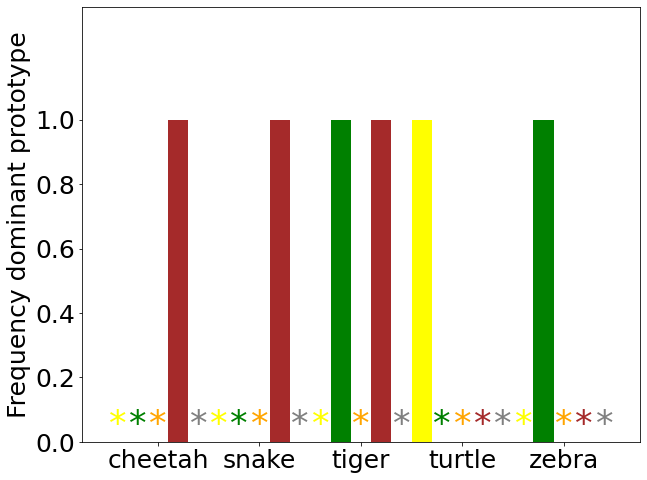 Frequency dominant prototype
1.0
0.8
0.6
0.4
0.2
0.0
* * * * * * * * * * * * * * * * * * *
cheetah snake tiger turtle zebra